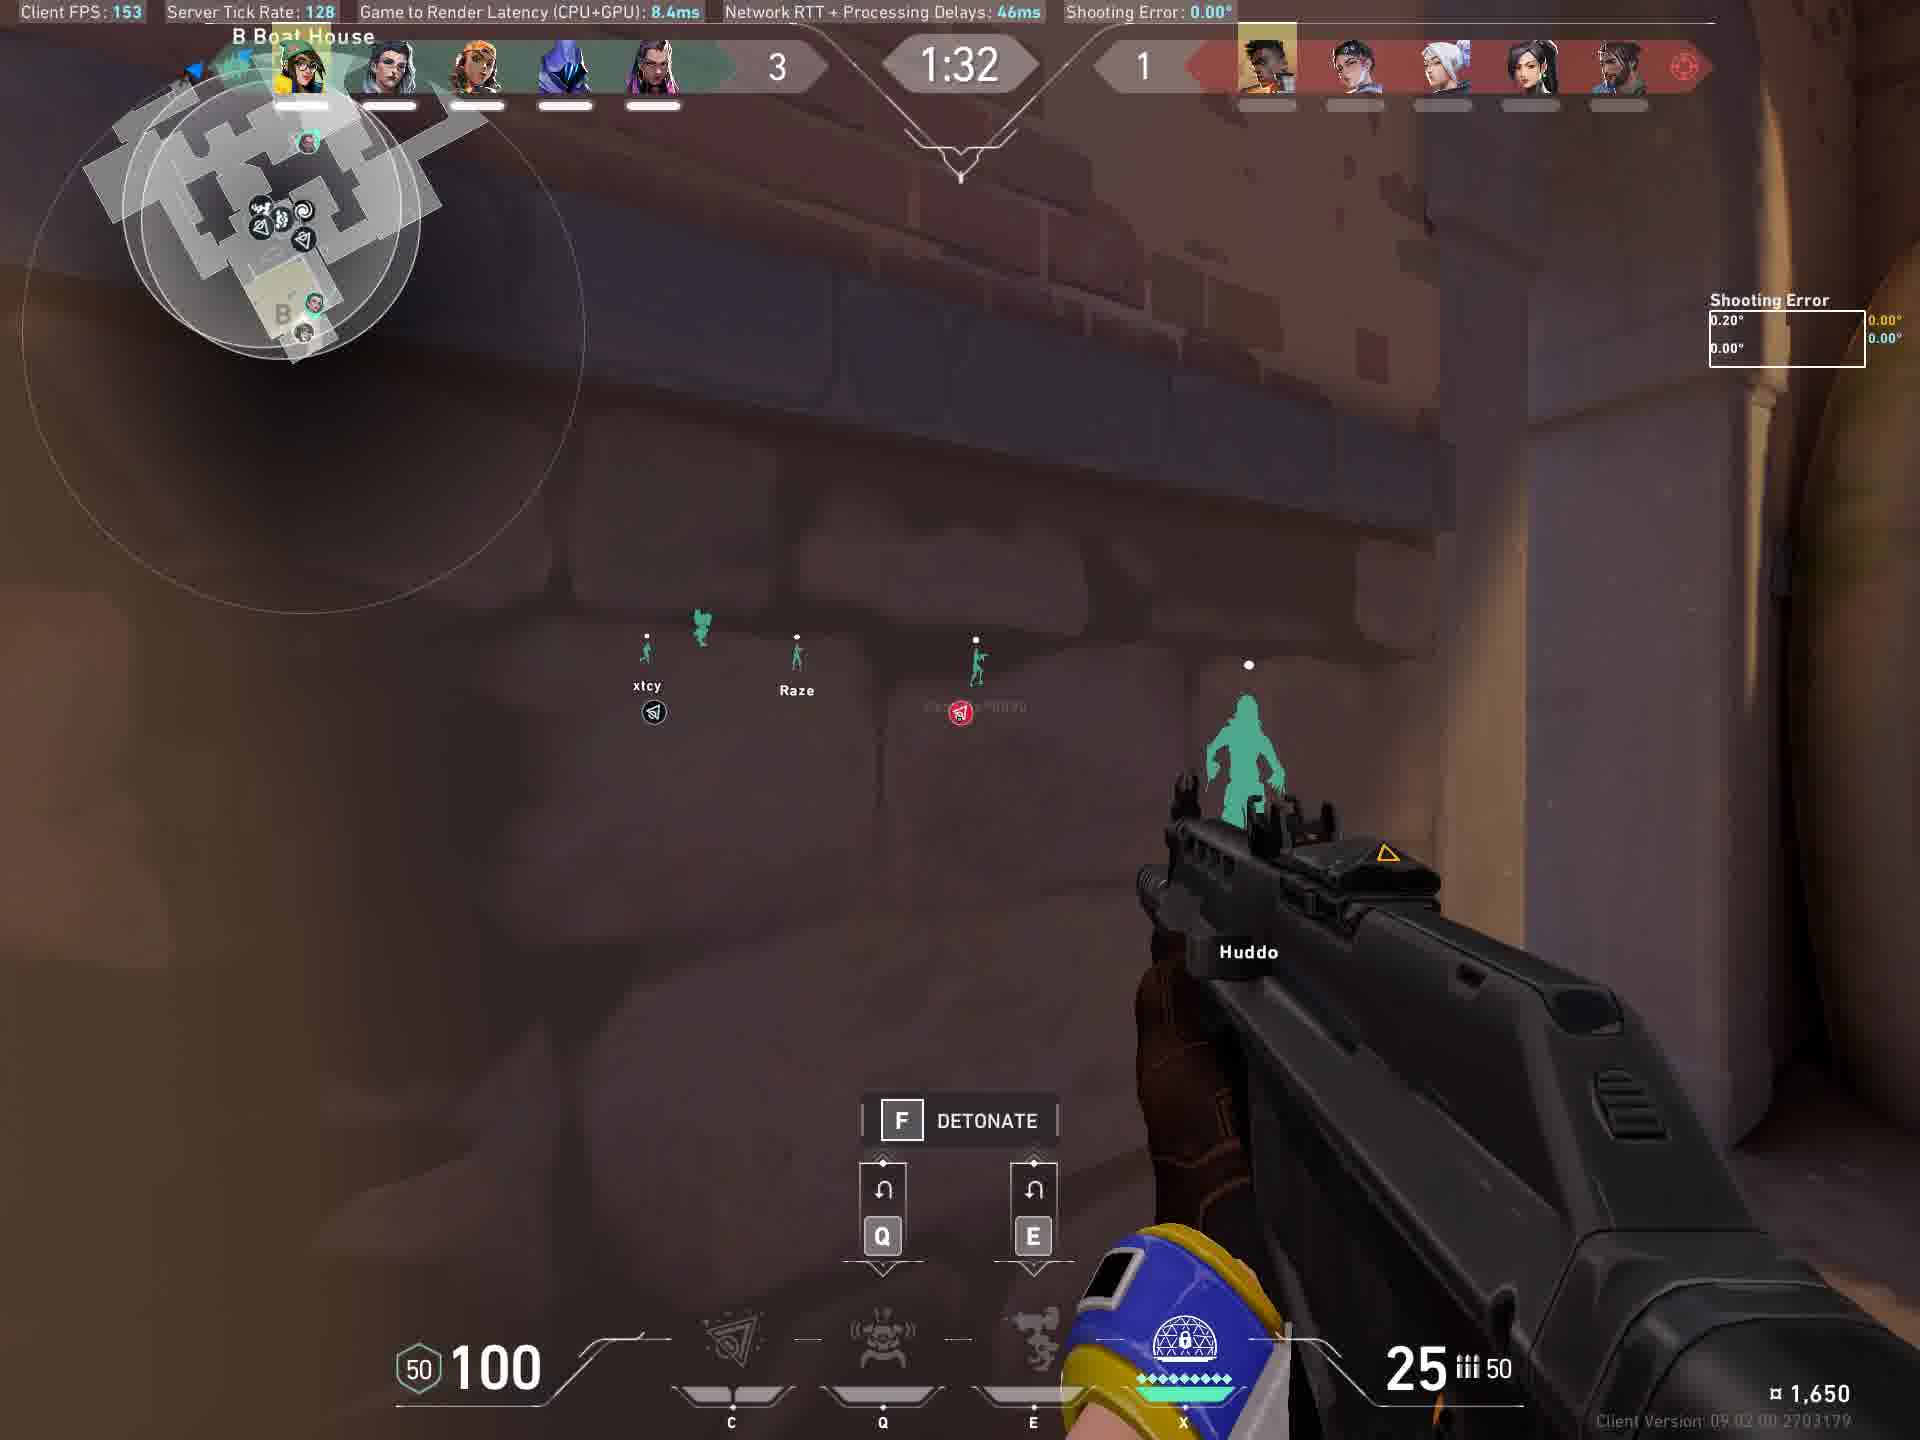 Client FPS: 153 Server Tick Rate: 128 Game to Render Latency (CPU+GPU): 8.4ms Network RTT + Processing Delays: 46ms Shooting Error: 0.00°
B Boat House
3
1:32
1
B
Shooting Error
0.20°
0.00°
0.00°
0.00°
xtcy
Raze
Huddo
F DETONATE
Q
E
50 100
25 50
¤ 1,650
C
Q
E
X
Client Version: 09.02.00.2703179